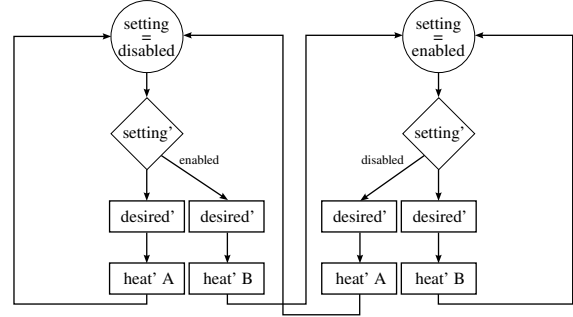 setting
=
disabled
setting
=
enabled
setting'
setting'
enabled
disabled
desired'
desired'
desired'
desired'
heat' A
heat' B
heat' A
heat' B